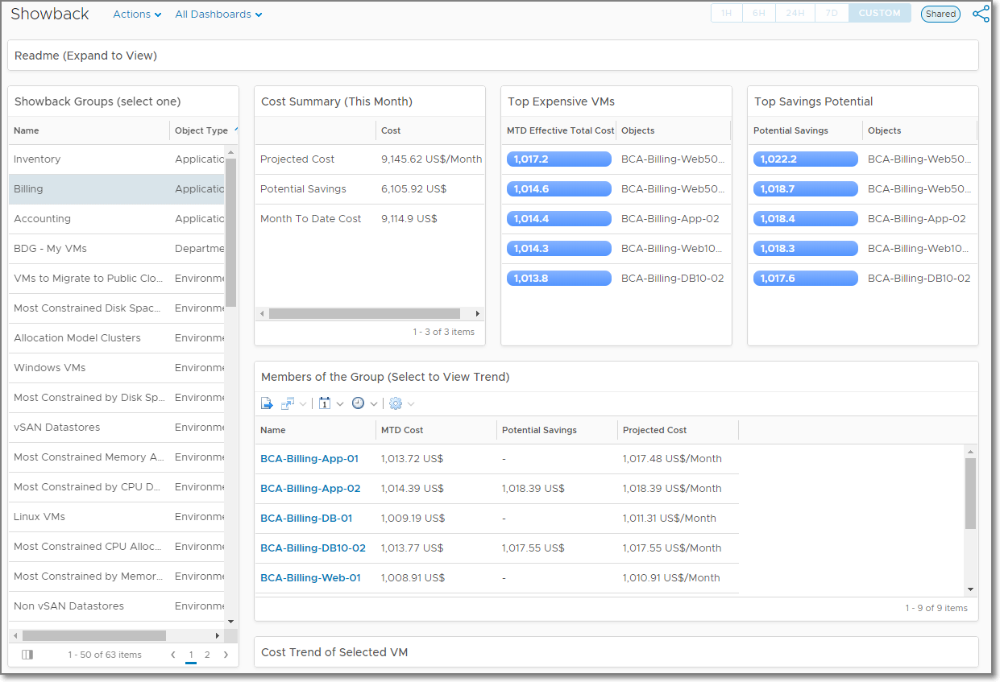 Showback Actions All Dashboards 1H 6H 24H 7D CUSTOM Shared
Readme (Expand to View)
Showback Groups (select one)
Name Object Type
Inventory Applicatic
Billing Applicatic
Accounting Applicatic
BDG - My VMs Departme
VMs to Migrate to Public Clo... Environme
Most Constrained Disk Spac... Environme
Allocation Model Clusters Environme
Windows VMs Environme
Most Constrained by Disk Sp... Environme
vSAN Datastores Environme
Most Constrained Memory A... Environme
Most Constrained by CPU D... Environme
Linux VMs Environme
Most Constrained CPU Alloc... Environme
Most Constrained by Memor... Environme
Non vSAN Datastores Environme
1 - 50 of 63 items 1 2
Cost Summary (This Month)
Cost
Projected Cost 9,145.62 US$/Month
Potential Savings 6,105.92 US$
Month To Date Cost 9,114.9 US$
1 - 3 of 3 items
Top Expensive VMs
MTD Effective Total Cost Objects
1,017.2 BCA-Billing-Web50...
1,014.6 BCA-Billing-Web50...
1,014.4 BCA-Billing-App-02
1,014.3 BCA-Billing-Web10...
1,013.8 BCA-Billing-DB10-02
Top Savings Potential
Potential Savings Objects
1,022.2 BCA-Billing-Web50...
1,018.7 BCA-Billing-Web50...
1,018.4 BCA-Billing-App-02
1,018.3 BCA-Billing-Web10...
1,017.6 BCA-Billing-DB10-02
Members of the Group (Select to View Trend)
1
Name MTD Cost Potential Savings Projected Cost
BCA-Billing-App-01 1,013.72 US$ - 1,017.48 US$/Month
BCA-Billing-App-02 1,014.39 US$ 1,018.39 US$ 1,018.39 US$/Month
BCA-Billing-DB-01 1,009.19 US$ - 1,011.31 US$/Month
BCA-Billing-DB10-02 1,013.77 US$ 1,017.55 US$ 1,017.55 US$/Month
BCA-Billing-Web-01 1,008.91 US$ - 1,010.91 US$/Month
1 - 9 of 9 items
Cost Trend of Selected VM